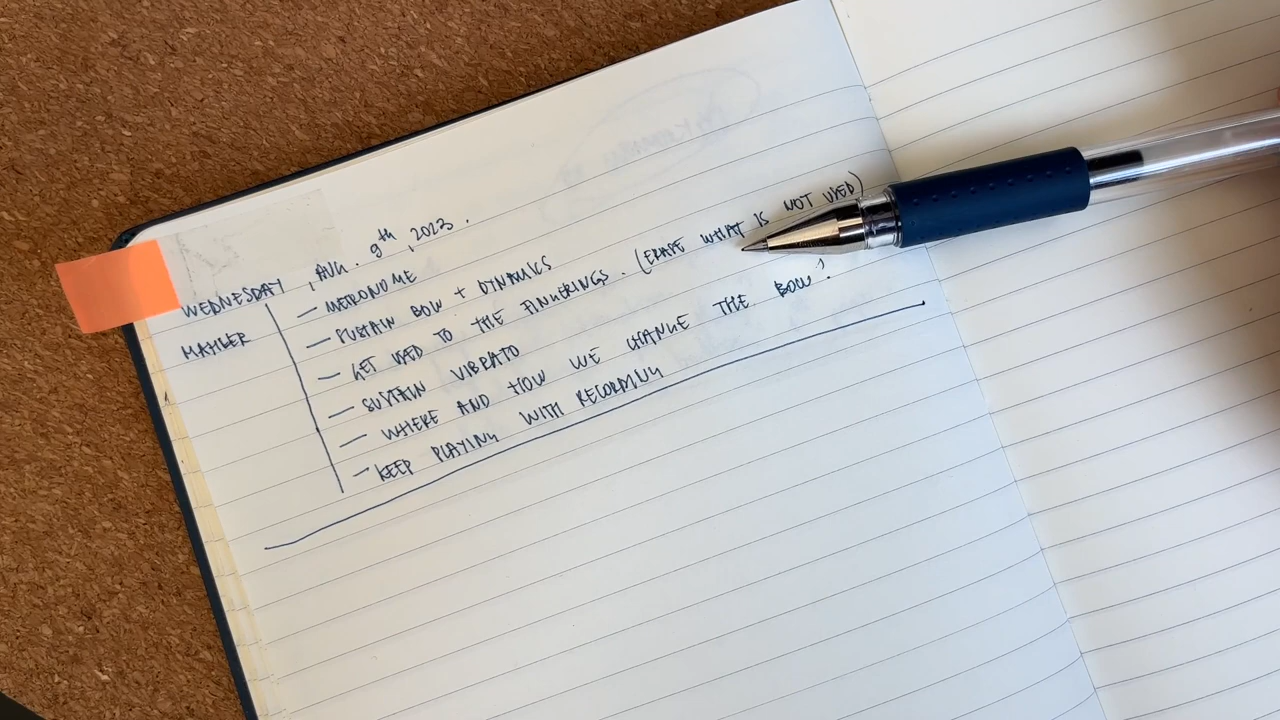 WEDNESDAY, AUG. 9th, 2023.
MAHLER
- METRONOME
- SUSTAIN BOW + DYNAMICS
- GET USED TO THE FINGERINGS. (ERASE WHAT IS NOT USED)
- SUSTAIN VIBRATO
- WHERE AND HOW WE CHANGE THE BOW?
- KEEP PLAYING WITH RECORDING